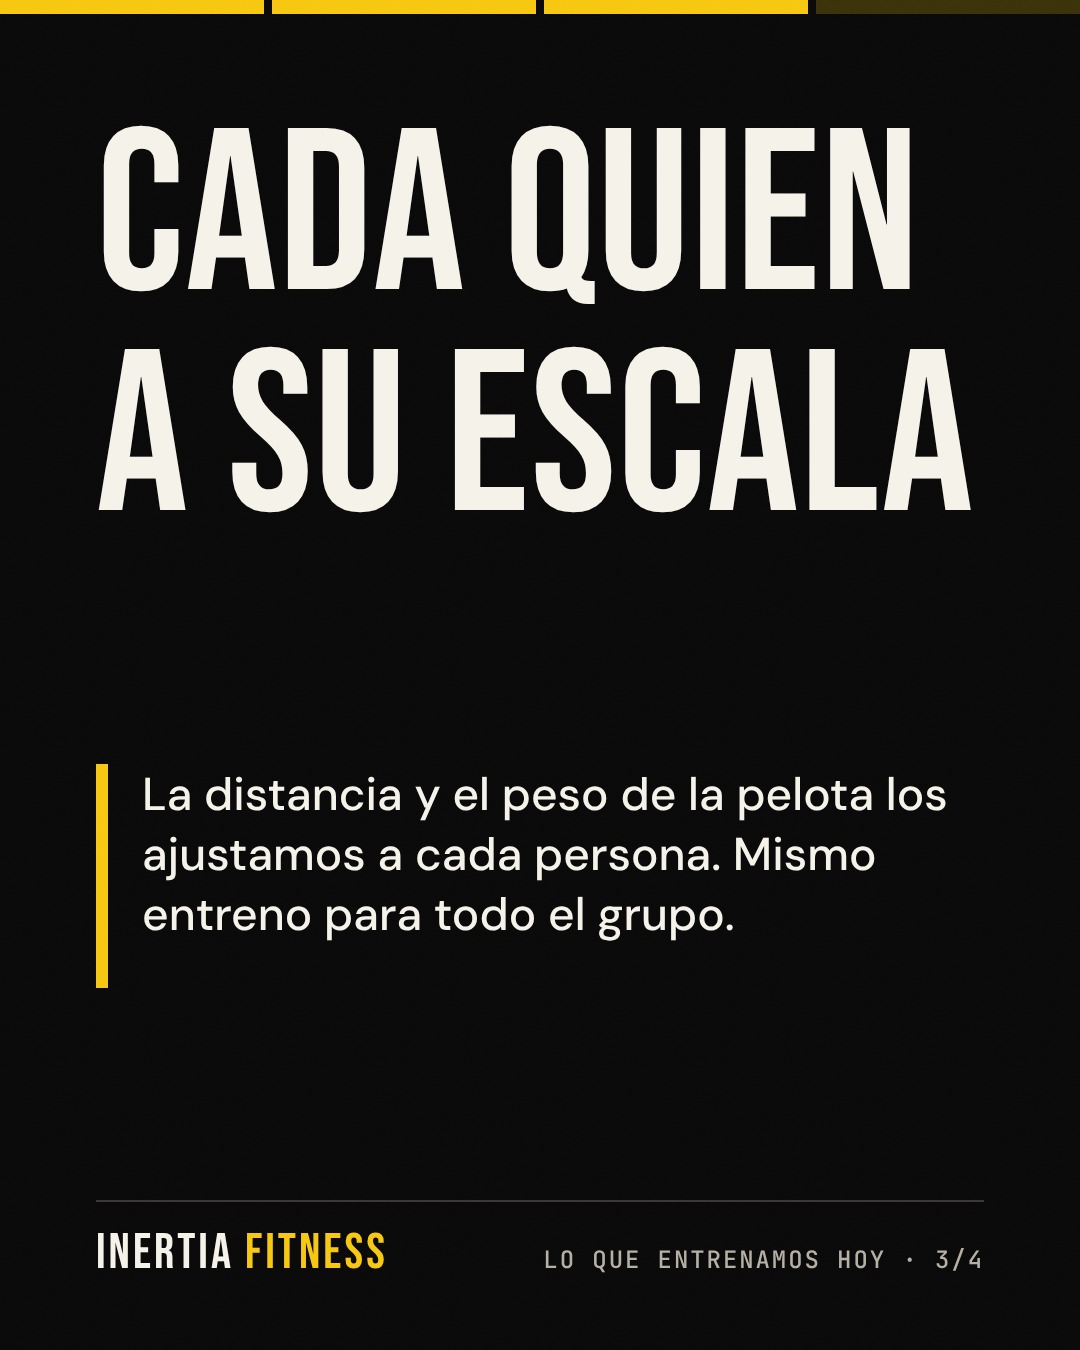 CADA QUIEN
A SU ESCALA
La distancia y el peso de la pelota los
ajustamos a cada persona. Mismo
entreno para todo el grupo.
INERTIA FITNESS
LO QUE ENTRENAMOS HOY · 3/4